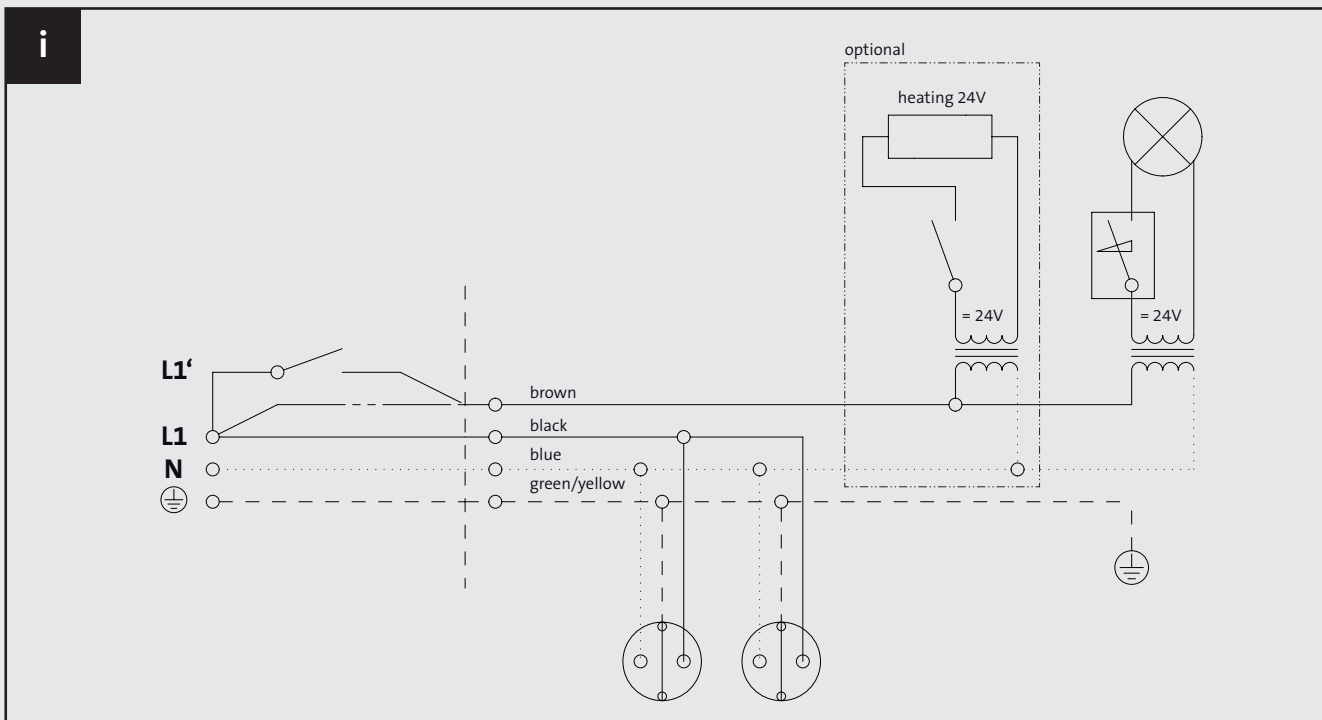 i
optional
heating 24V
= 24V
= 24V
L1‘
brown
L1
black
N
blue
green/yellow